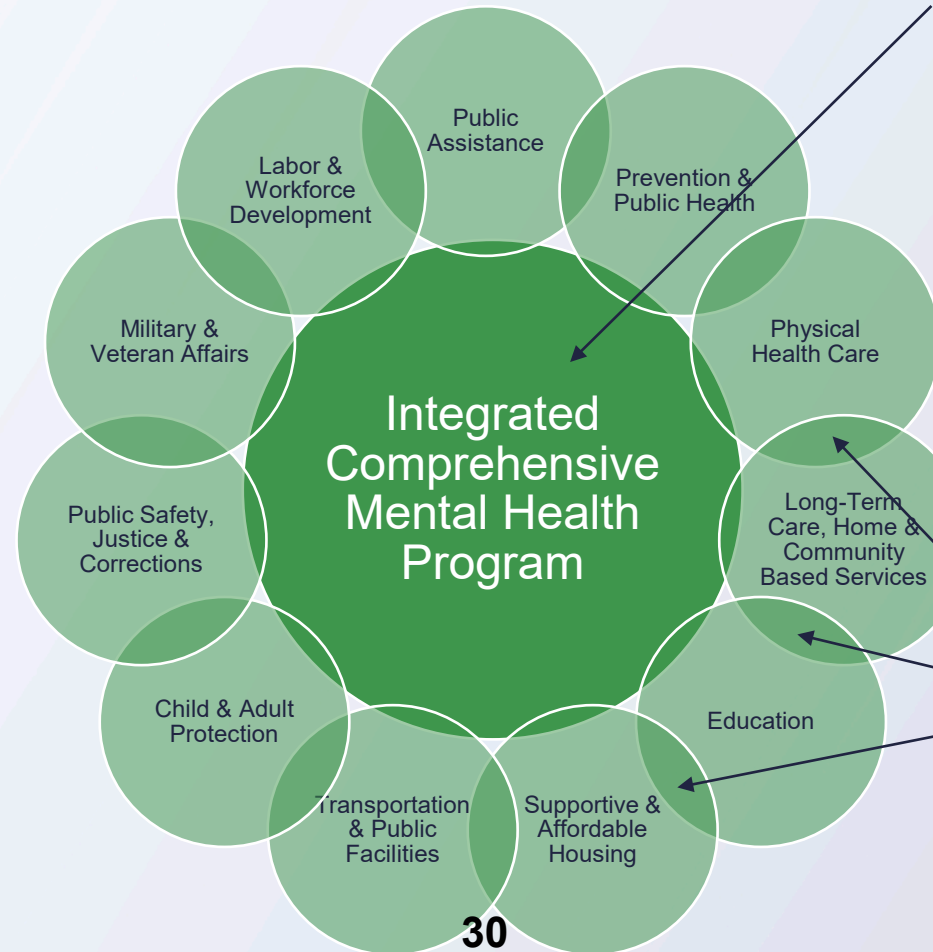 Public
Assistance
Prevention &
Public Health
Physical
Health Care
Long-Term
Care, Home &
Community
Based Services
Education
Supportive &
Affordable
Housing
Transportation
& Public
Facilities
Child & Adult
Protection
Public Safety,
Justice &
Corrections
Military &
Veteran Affairs
Labor &
Workforce
Development
Integrated
Comprehensive
Mental Health
Program
30